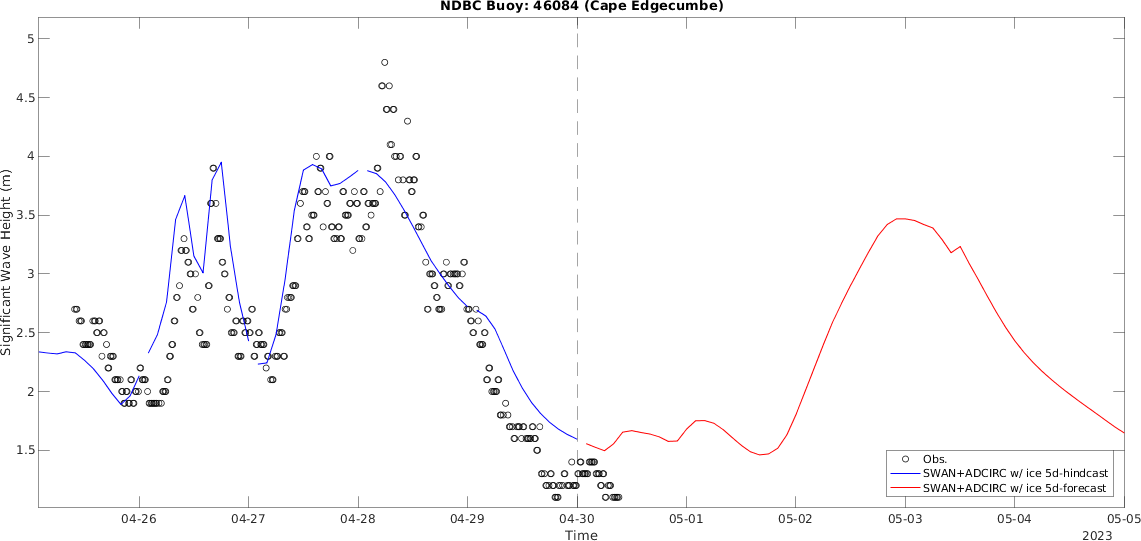 NDBC Buoy: 46084 (Cape Edgecumbe)
5
4.5
4
3.5
3
2.5
2
1.5
Significant Wave Height (m)
Obs.
SWAN+ADCIRC w/ ice 5d-hindcast
SWAN+ADCIRC w/ ice 5d-forecast
04-26 04-27 04-28 04-29 04-30 05-01 05-02 05-03 05-04 05-05
Time
2023